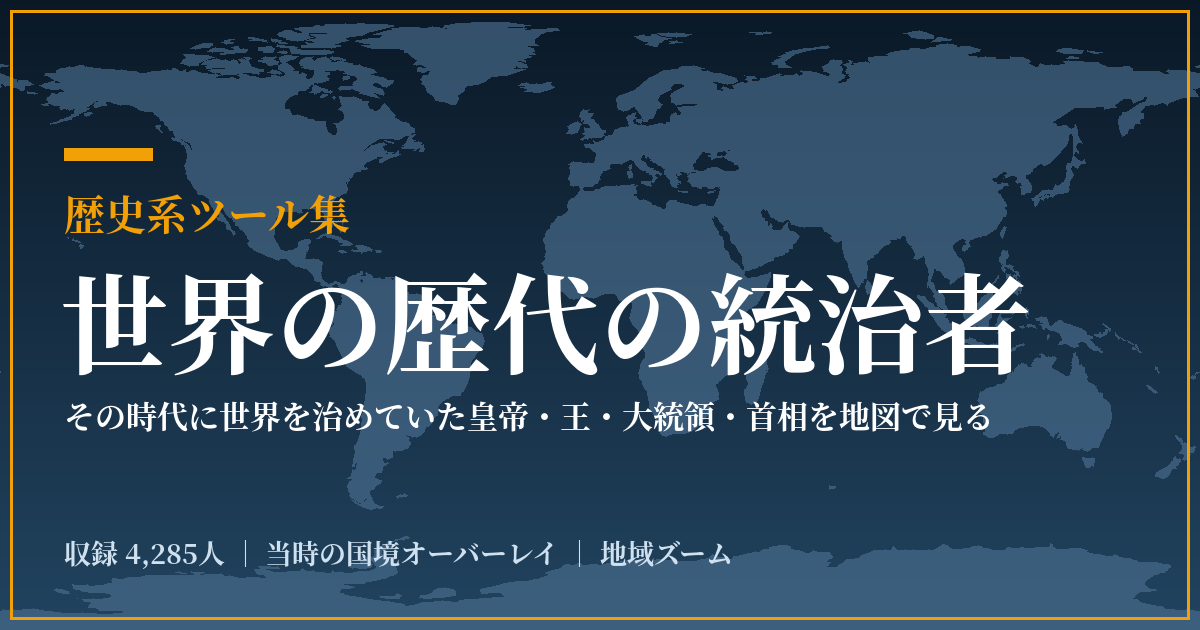 歴史系ツール集
世界の歴代の統治者
その時代に世界を治めていた皇帝・王・大統領・首相を地図で見る
収録 4,285人 ｜ 当時の国境オーバーレイ ｜ 地域ズーム